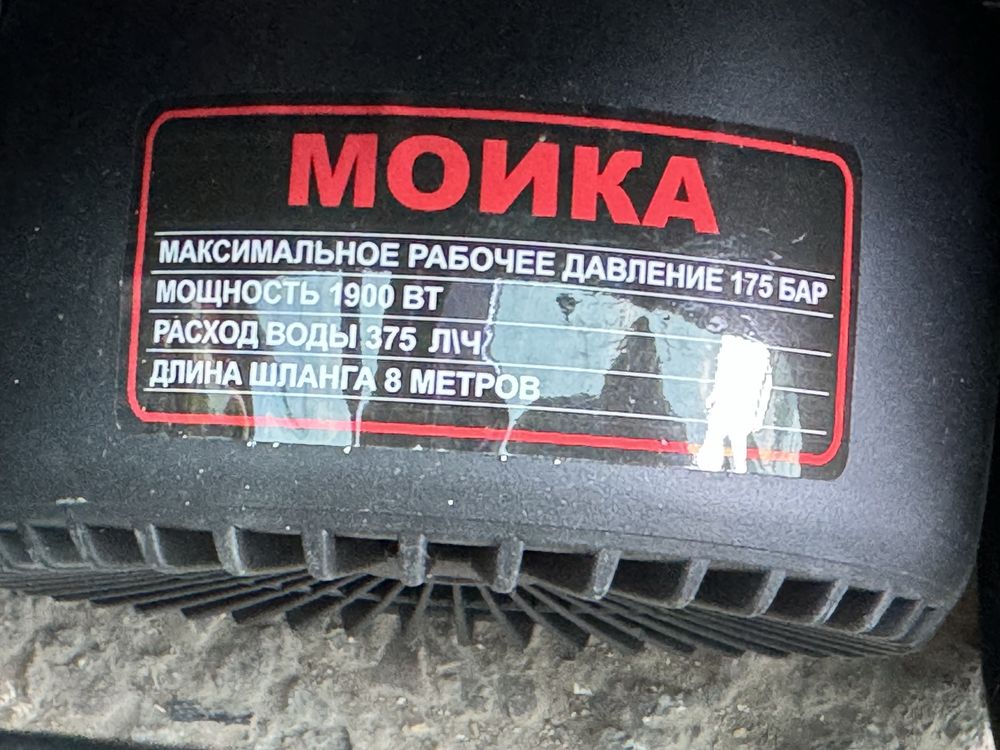 МОИКА
МАКСИМАЛЬНОЕ РАБОЧЕЕ ДАВЛЕНИЕ 175 БАР
МОЩНОСТЬ 1900 ВТ
РАСХОД ВОДЫ 375 Л\Ч
ДЛИНА ШЛАНГА 8 МЕТРОВ